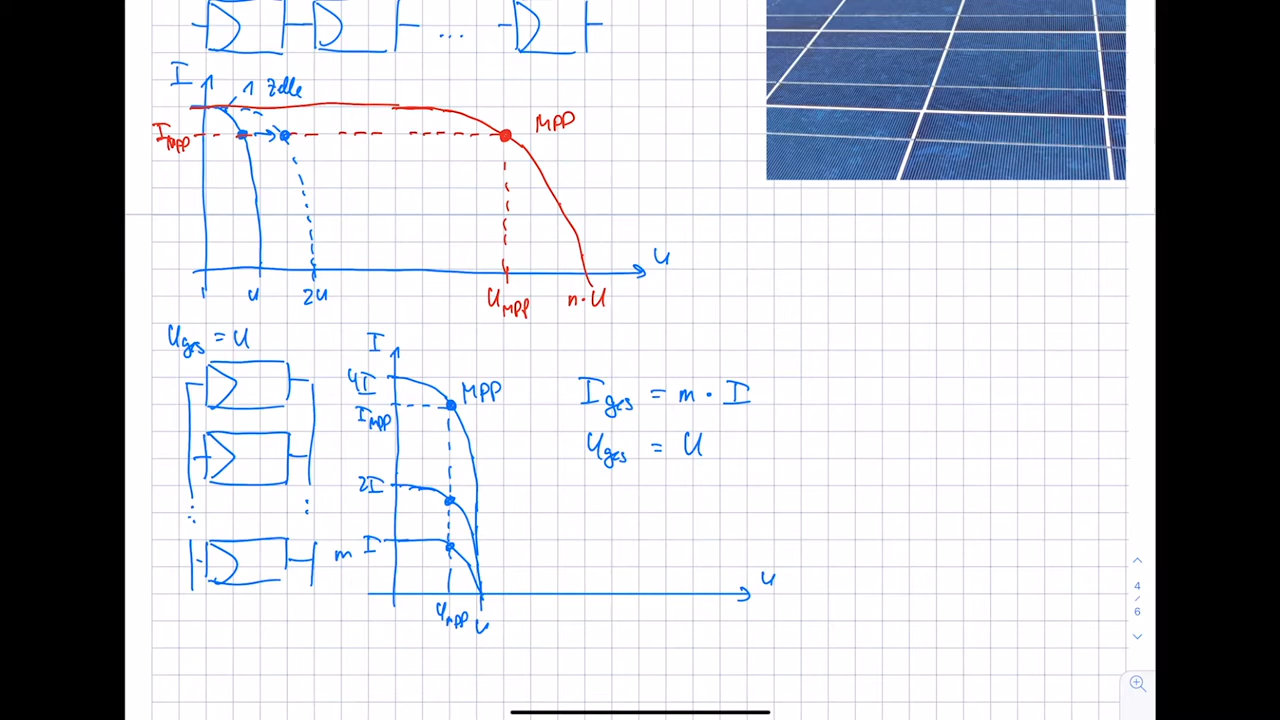 ...
I
1 Zelle
I_MPP
MPP
U
U
2U
U_MPP
n · U
U_ges = U
I
4I
MPP
I_MPP
I_ges = m · I
U_ges = U
2I
m
I
U
U_MPP
U
4
/
6